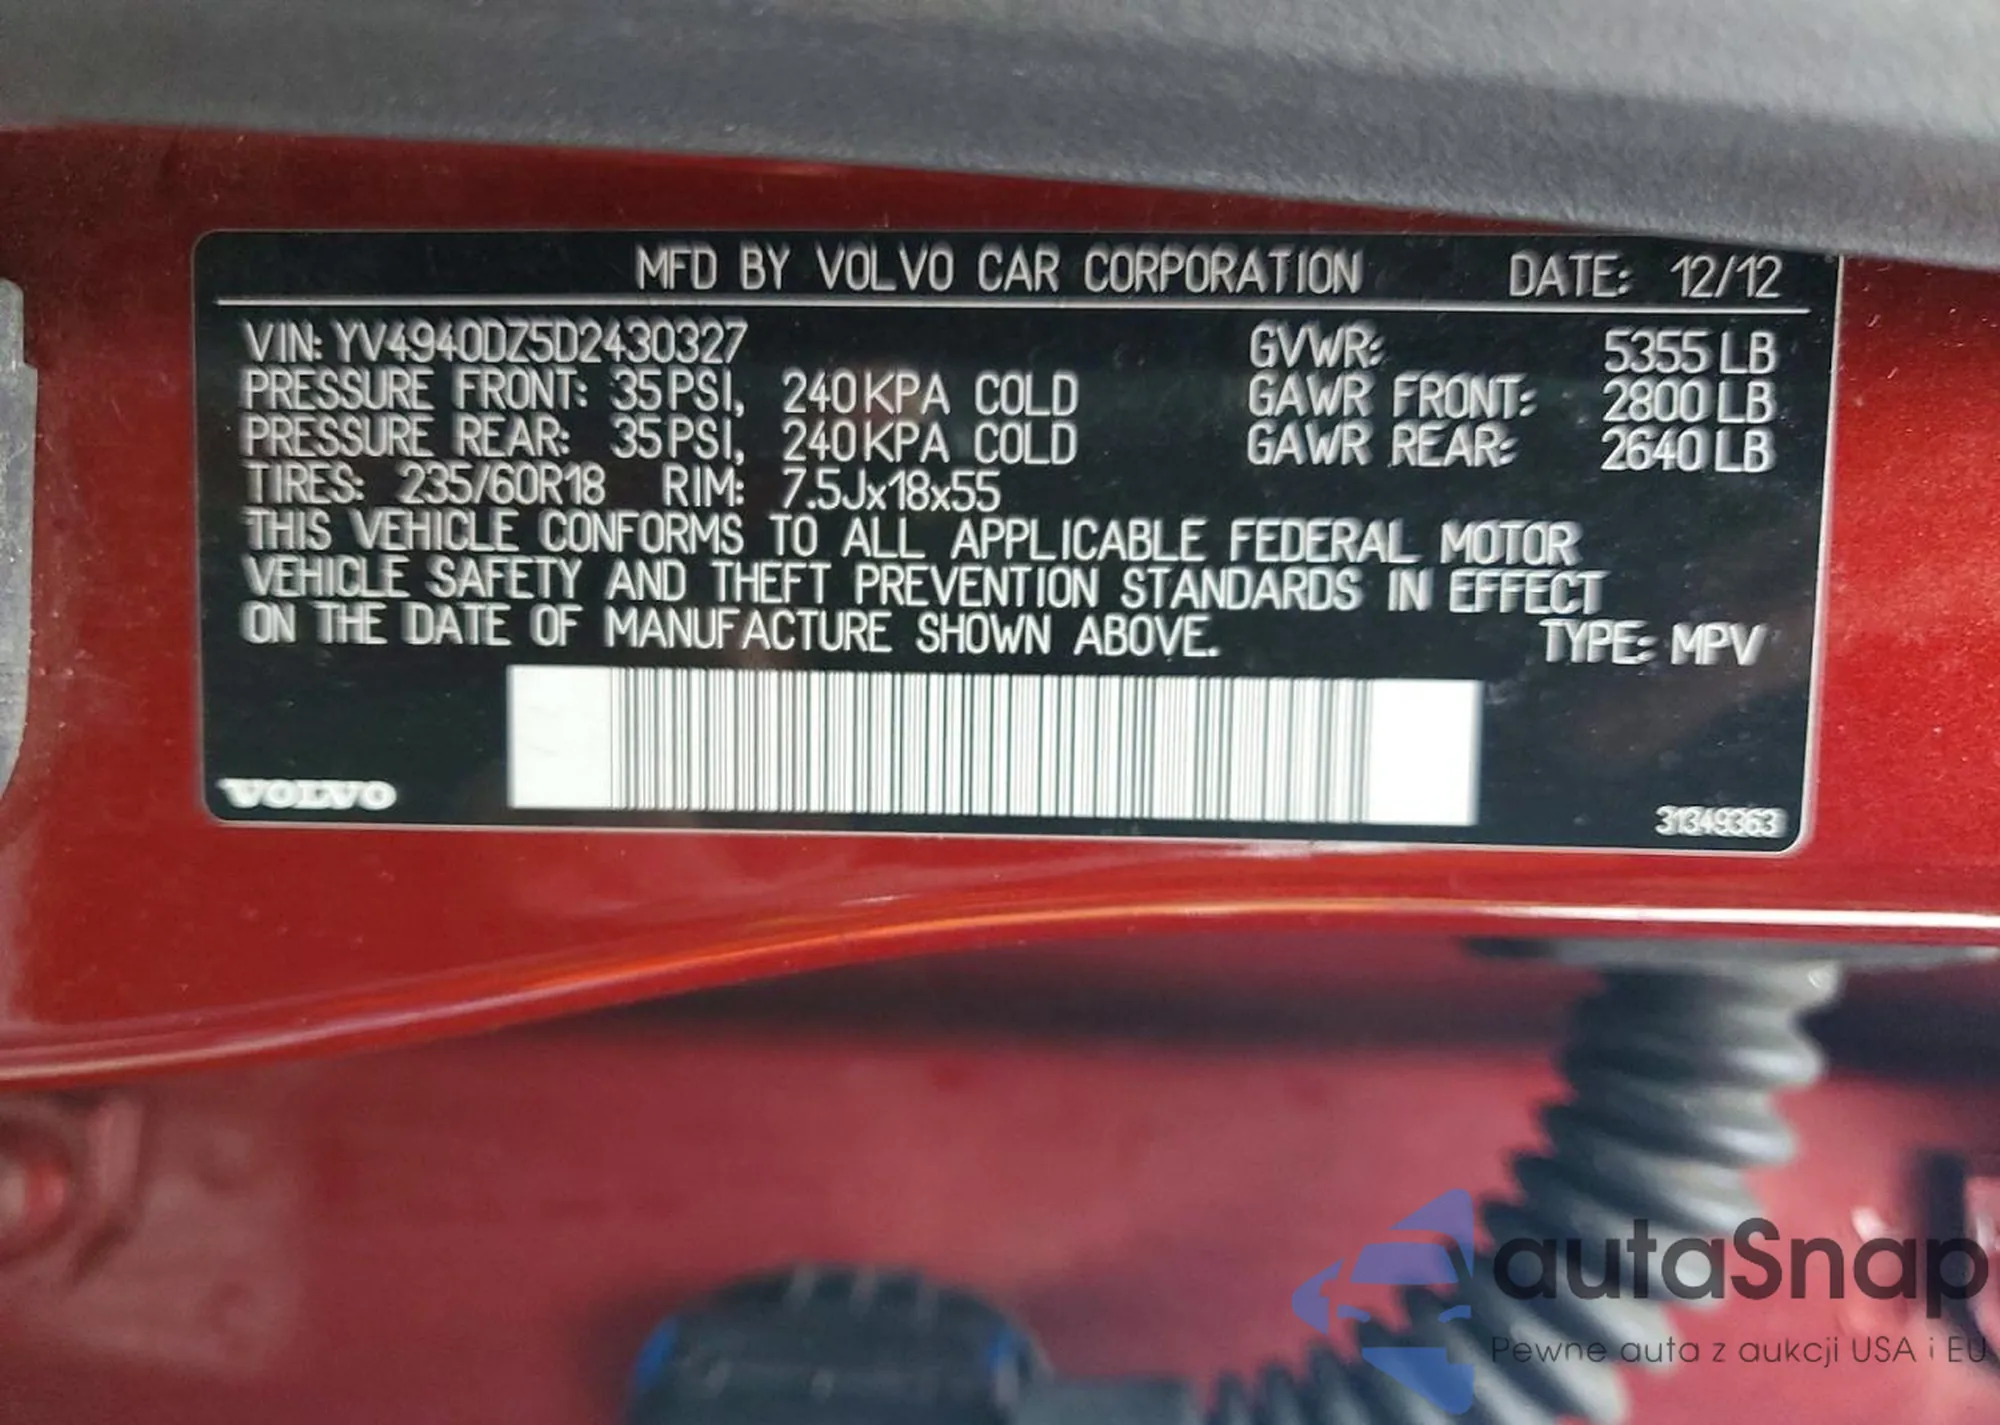 MFD BY VOLVO CAR CORPORATION DATE: 12/12
VIN: YV4940DZ5D2430327 GVWR: 5355 LB
PRESSURE FRONT: 35 PSI, 240 KPA COLD GAWR FRONT: 2800 LB
PRESSURE REAR: 35 PSI, 240 KPA COLD GAWR REAR: 2640 LB
TIRES: 235/60R18 RIM: 7.5Jx18x55
THIS VEHICLE CONFORMS TO ALL APPLICABLE FEDERAL MOTOR
VEHICLE SAFETY AND THEFT PREVENTION STANDARDS IN EFFECT
ON THE DATE OF MANUFACTURE SHOWN ABOVE. TYPE: MPV
VOLVO 31349363
autaSnap
Pewne auta z aukcji USA i EU